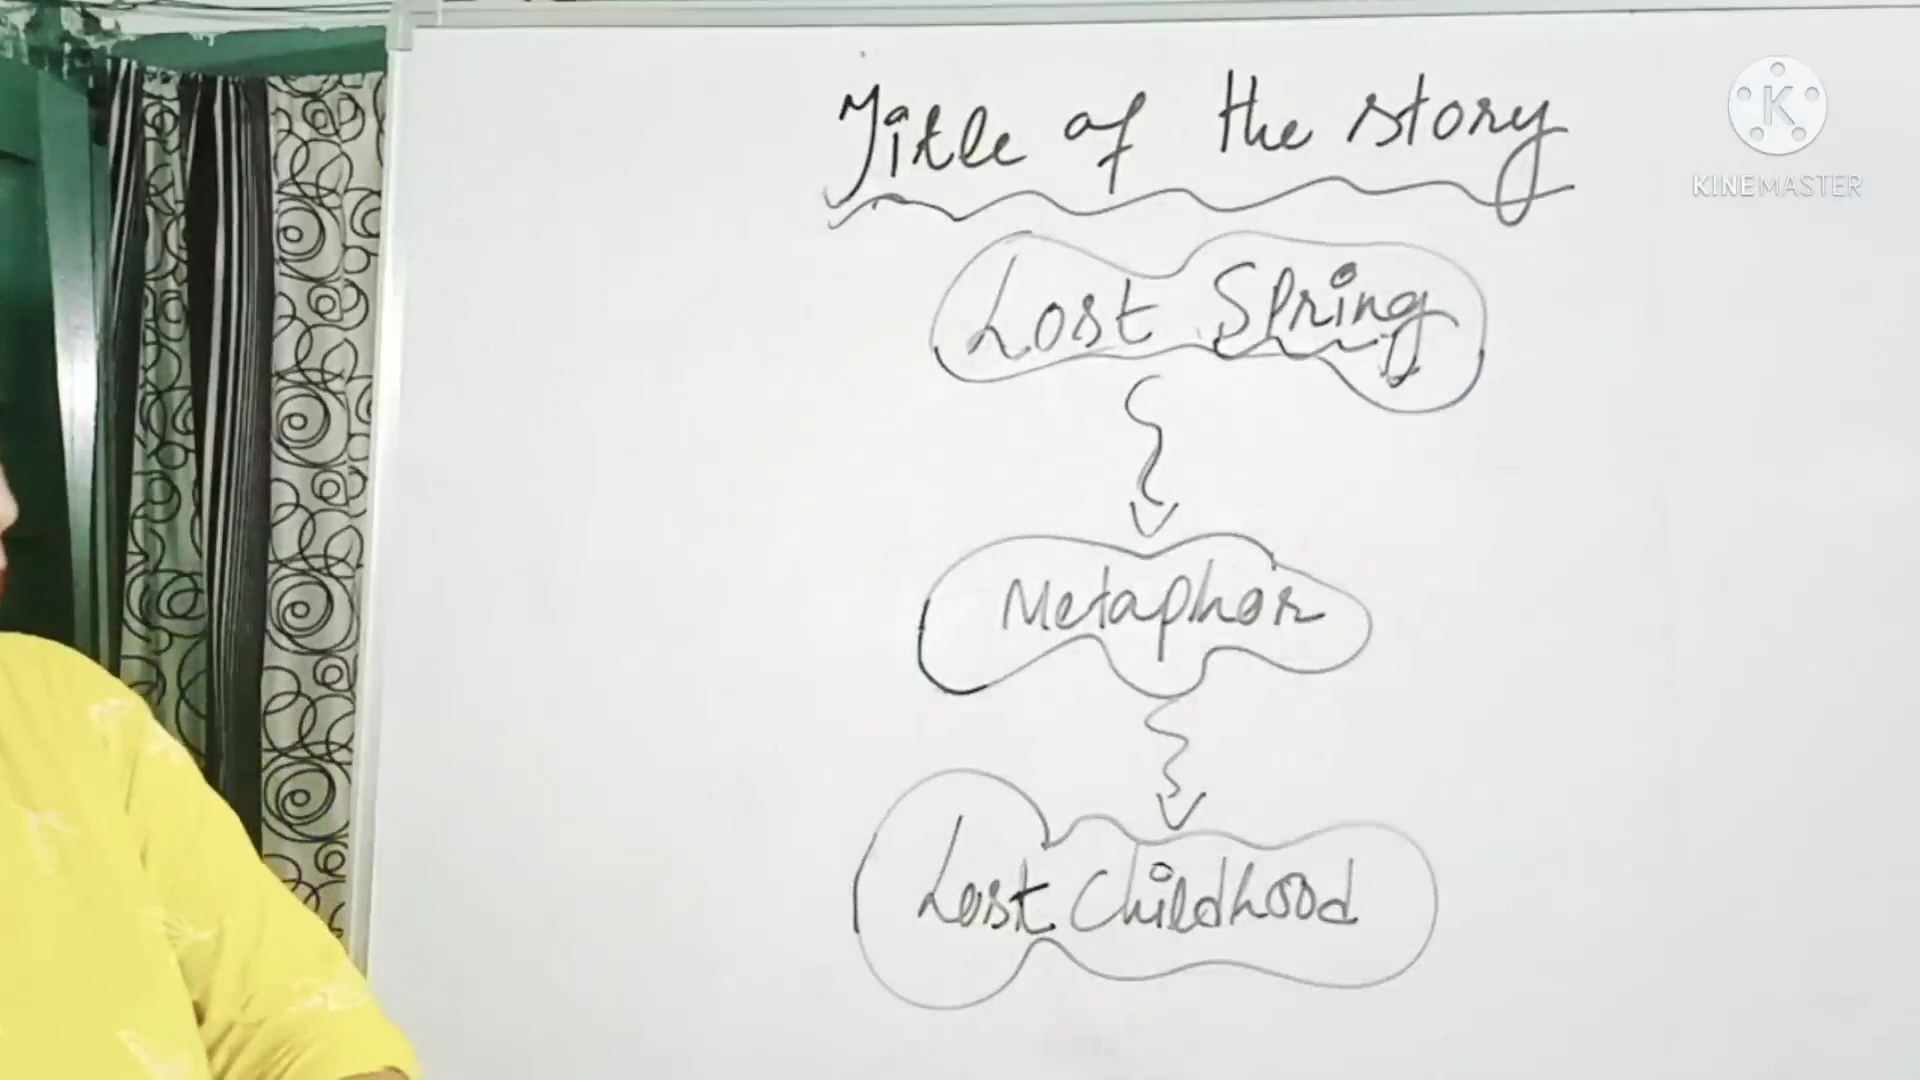 Title of the story
Lost Spring
Metaphor
Lost Childhood
KINEMASTER